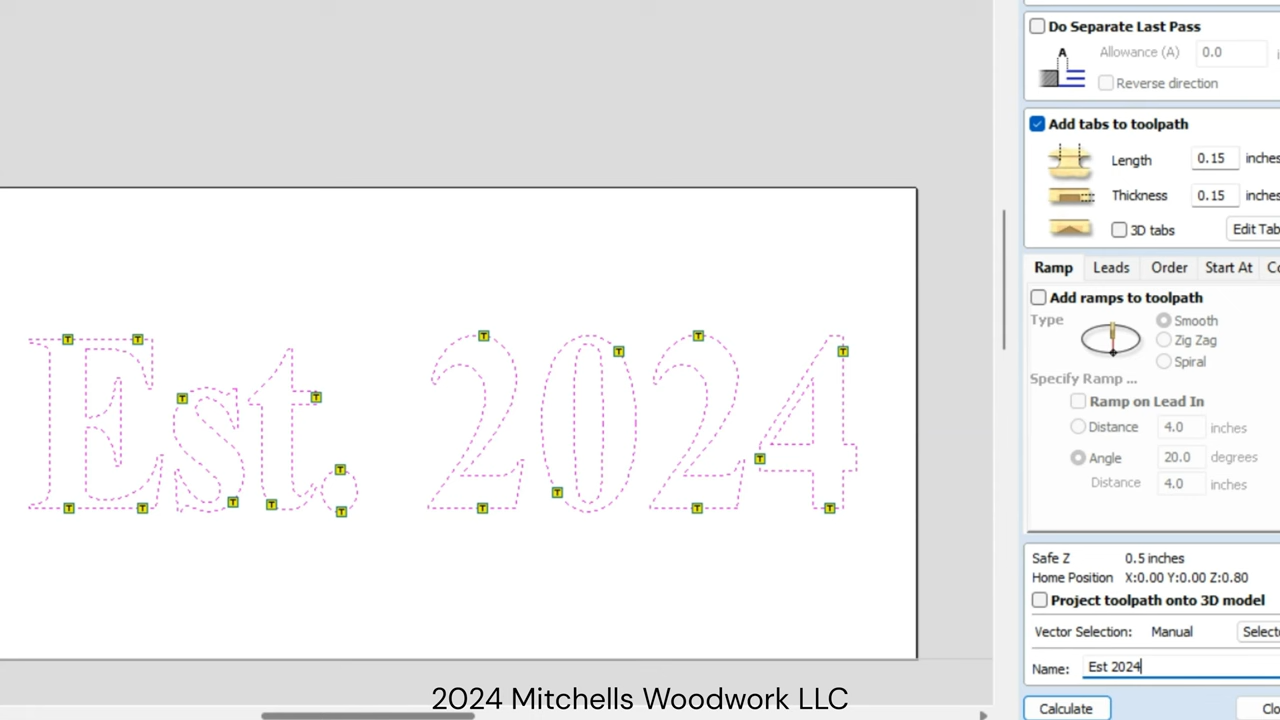 Do Separate Last Pass
A
Allowance (A) 0.0
Reverse direction
Add tabs to toolpath
Length 0.15 inches
Thickness 0.15 inches
3D tabs Edit Tab
Ramp Leads Order Start At
Add ramps to toolpath
Type Smooth
Zig Zag
Spiral
Specify Ramp ...
Ramp on Lead In
Distance 4.0 inches
Angle 20.0 degrees
Distance 4.0 inches
T T T T T T T T T T T T T T T T T T T T
Est. 2024
Safe Z 0.5 inches
Home Position X:0.00 Y:0.00 Z:0.80
Project toolpath onto 3D model
Vector Selection: Manual
Name: Est 2024
Calculate
2024 Mitchells Woodwork LLC